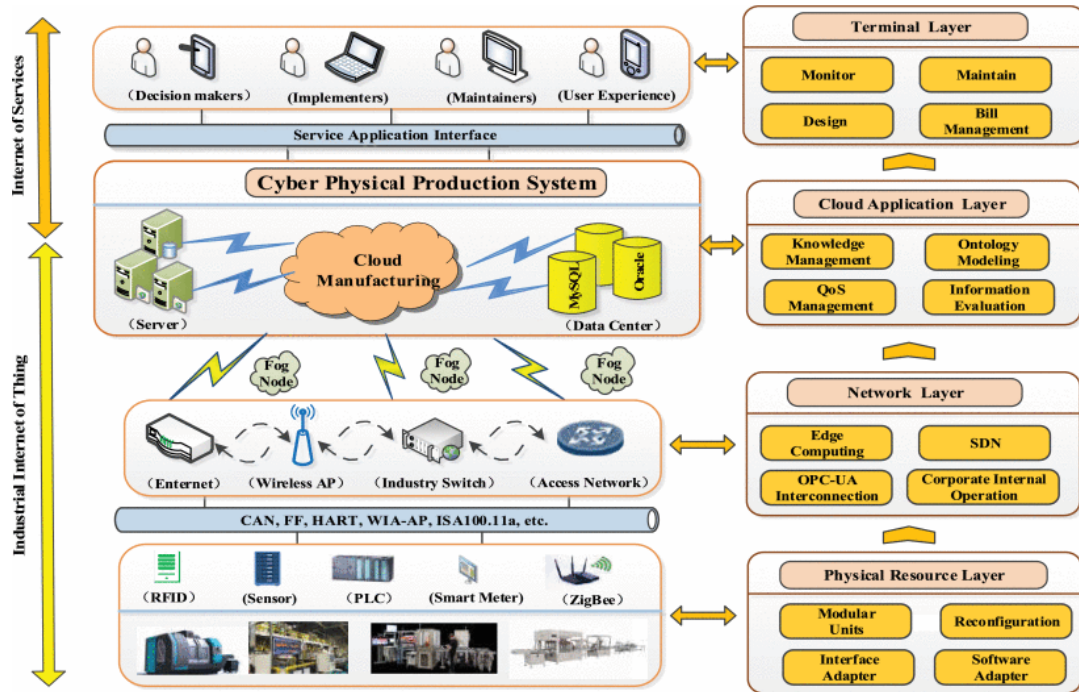 Internet of Services
Industrial Internet of Thing
(Decision makers)
(Implementers)
(Maintainers)
(User Experience)
Service Application Interface
Cyber Physical Production System
Cloud
Manufacturing
(Server)
MySQL
Oracle
(Data Center)
Fog
Node
Fog
Node
Fog
Node
(Enternet)
(Wireless AP)
(Industry Switch)
(Access Network)
CAN, FF, HART, WIA-AP, ISA100.11a, etc.
(RFID)
(Sensor)
(PLC)
(Smart Meter)
(ZigBee)
Terminal Layer
Monitor
Maintain
Design
Bill
Management
Cloud Application Layer
Knowledge
Management
Ontology
Modeling
QoS
Management
Information
Evaluation
Network Layer
Edge
Computing
SDN
OPC-UA
Interconnection
Corporate Internal
Operation
Physical Resource Layer
Modular
Units
Reconfiguration
Interface
Adapter
Software
Adapter